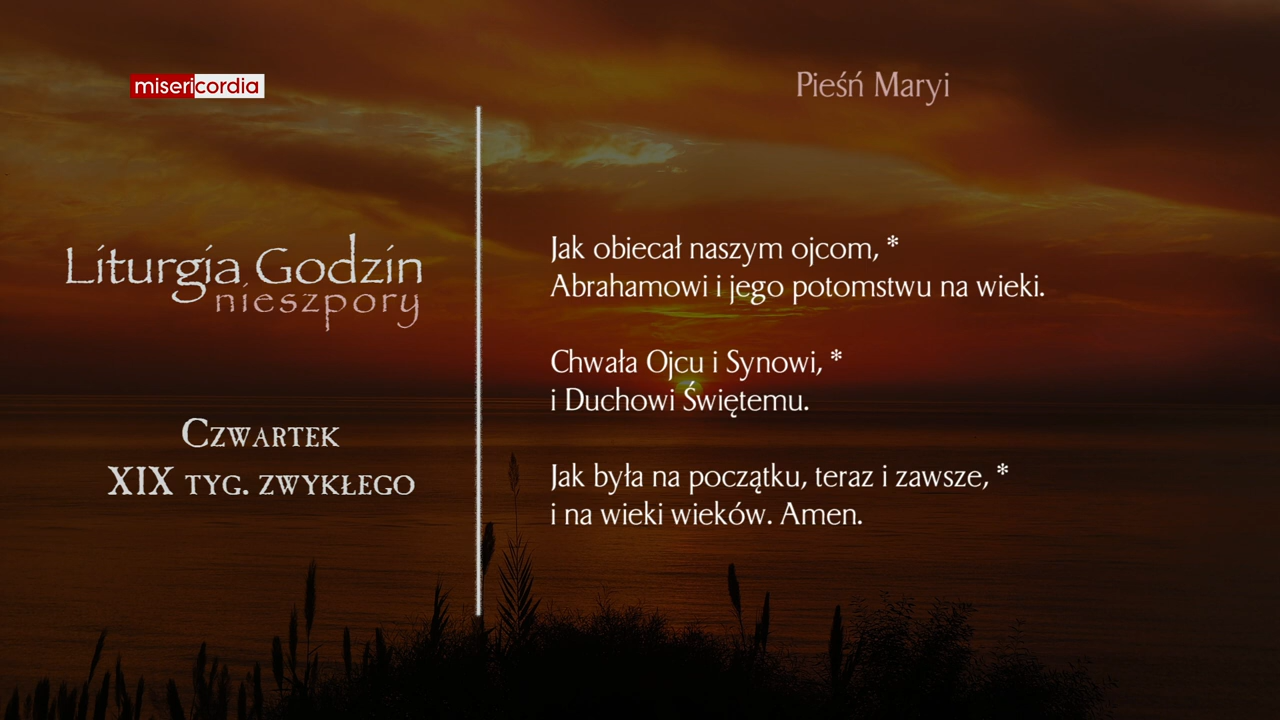 misericordia
Pieśń Maryi
Liturgia Godzin
nieszpory
Czwartek
XIX tyg. zwykłego
Jak obiecał naszym ojcom, *
Abrahamowi i jego potomstwu na wieki.
Chwała Ojcu i Synowi, *
i Duchowi Świętemu.
Jak była na początku, teraz i zawsze, *
i na wieki wieków. Amen.